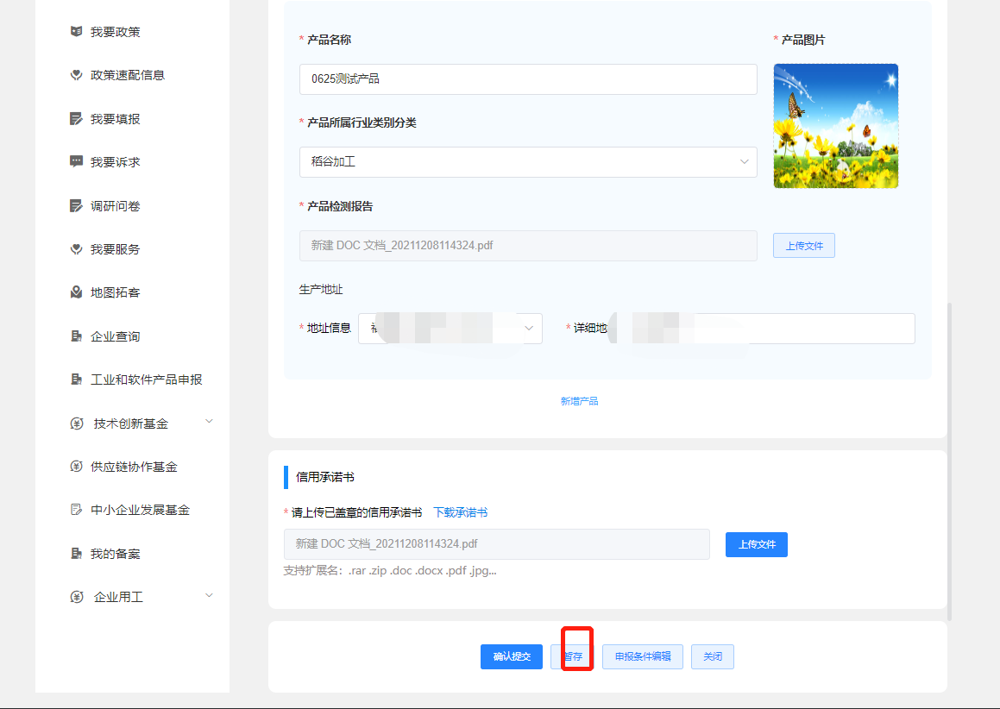 我要政策
政策速配信息
我要填报
我要诉求
调研问卷
我要服务
地图拓客
企业查询
工业和软件产品申报
技术创新基金
供应链协作基金
中小企业发展基金
我的备案
企业用工
* 产品名称
* 产品图片
0625测试产品
* 产品所属行业类别分类
稻谷加工
* 产品检测报告
新建 DOC 文档_20211208114324.pdf
上传文件
生产地址
* 地址信息
* 详细地
新增产品
信用承诺书
* 请上传已盖章的信用承诺书 下载承诺书
新建 DOC 文档_20211208114324.pdf
上传文件
支持扩展名：.rar .zip .doc .docx .pdf .jpg...
确认提交
暂存
申报条件编辑
关闭